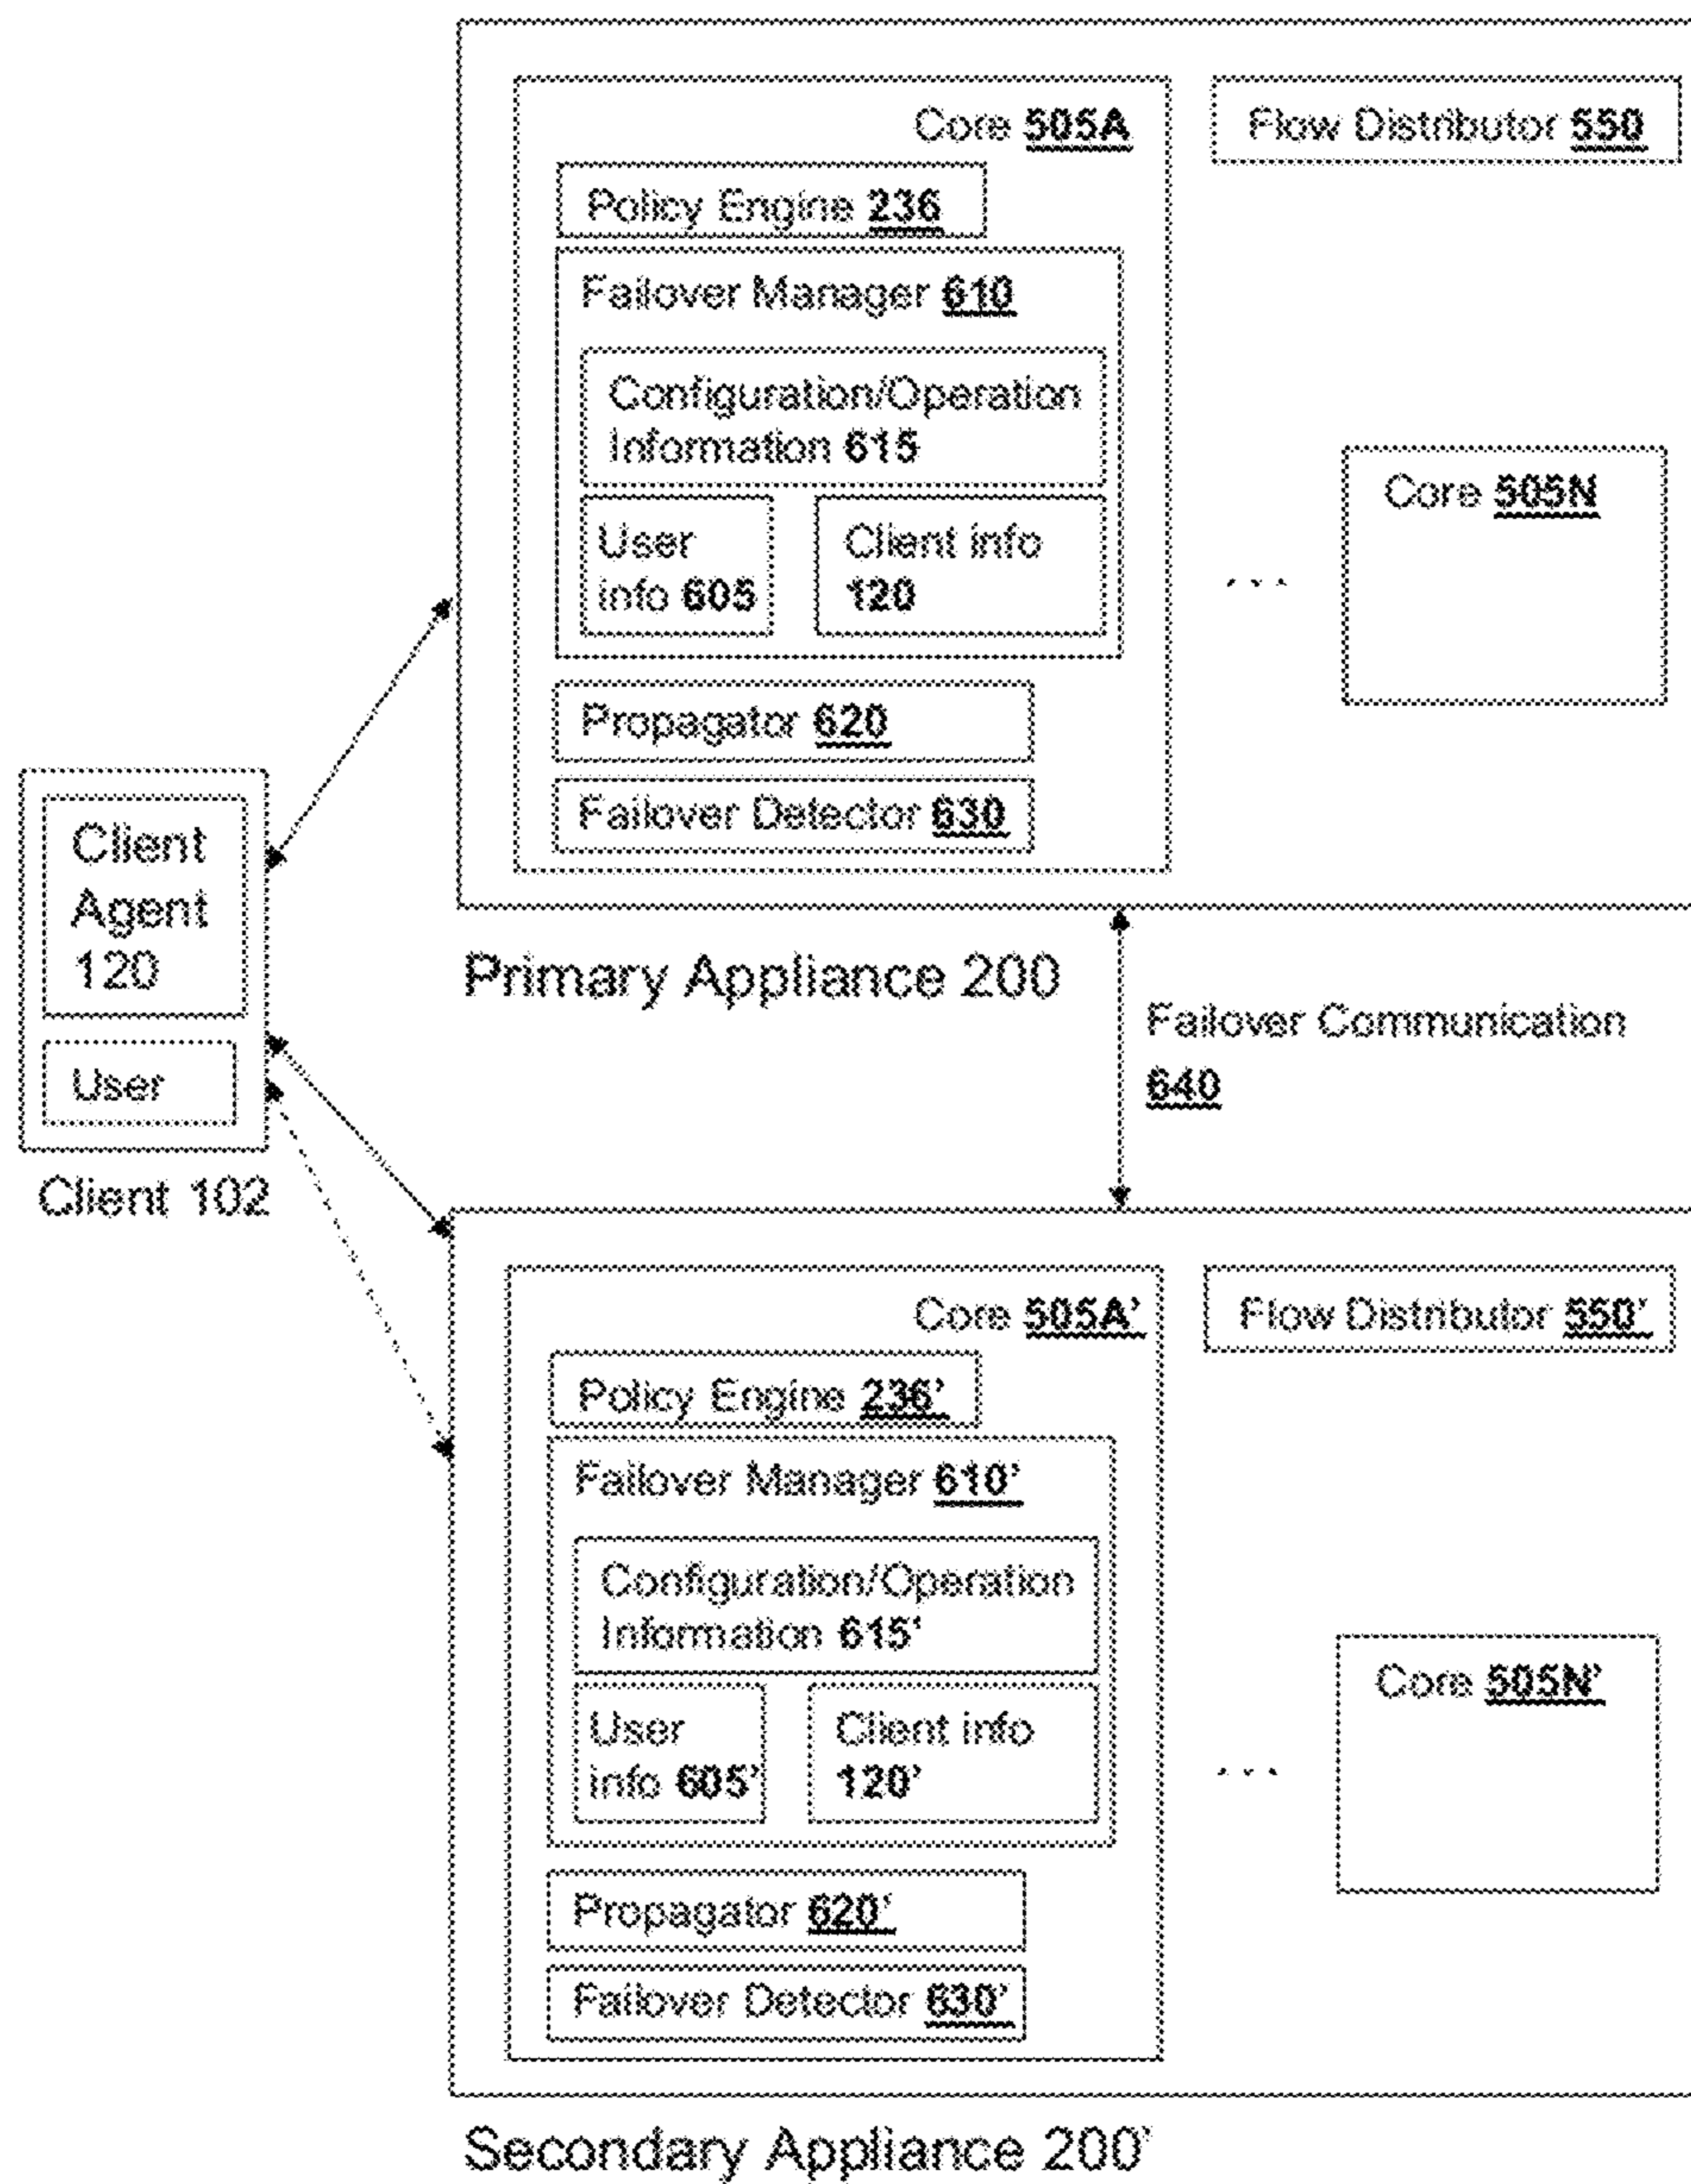 Core 505A
Flow Distributor 550
Policy Engine 236
Failover Manager 610
Configuration/Operation
Information 615
User
info 605
Client info
120
Core 505N
...
Propagator 620
Failover Detector 630
Primary Appliance 200
Client
Agent
120
User
Client 102
Failover Communication
640
Core 505A’
Flow Distributor 550’
Policy Engine 236’
Failover Manager 610’
Configuration/Operation
Information 615’
User
info 605’
Client info
120’
Core 505N’
...
Propagator 620’
Failover Detector 630’
Secondary Appliance 200’